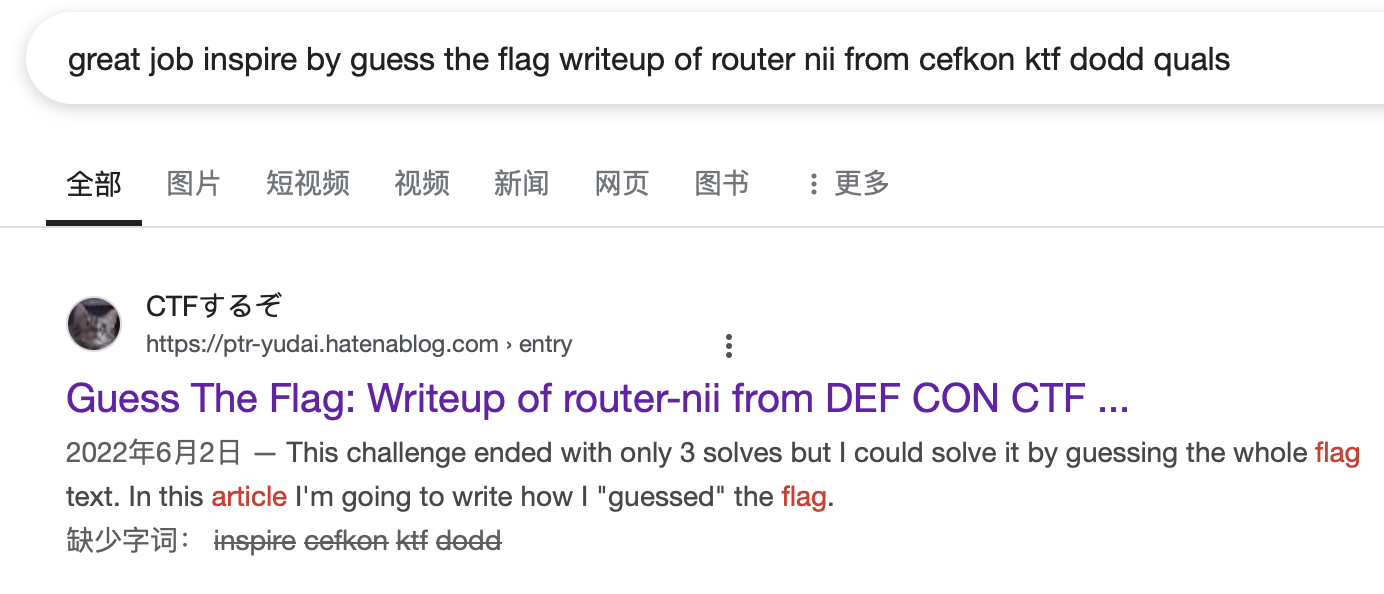 great job inspire by guess the flag writeup of router nii from cefkon ktf dodd quals
全部 图片 短视频 视频 新闻 网页 图书 ⋮ 更多
CTFするぞ
https://ptr-yudai.hatenablog.com › entry
Guess The Flag: Writeup of router-nii from DEF CON CTF ...
2022年6月2日 — This challenge ended with only 3 solves but I could solve it by guessing the whole flag
text. In this article I'm going to write how I "guessed" the flag.
缺少字词： inspire cefkon ktf dodd